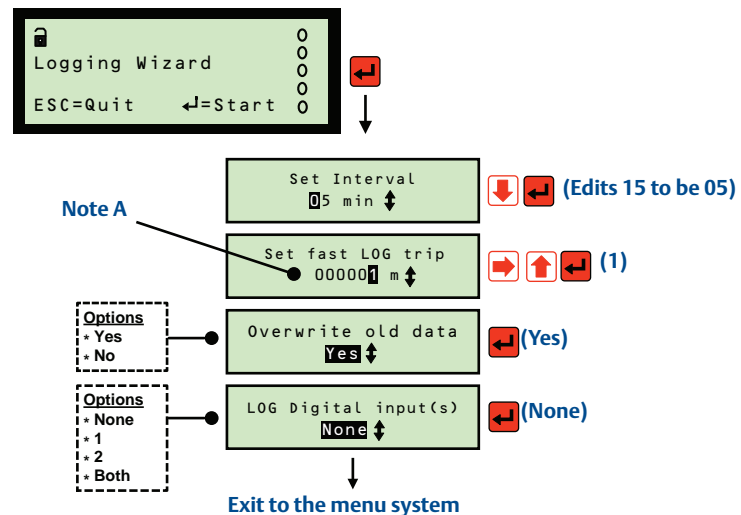 Logging Wizard
ESC=Quit ↵=Start
Set Interval
05 min
(Edits 15 to be 05)
Note A
Set fast LOG trip
000001 m
(1)
Options
* Yes
* No
Overwrite old data
Yes
(Yes)
Options
* None
* 1
* 2
* Both
LOG Digital input(s)
None
(None)
Exit to the menu system